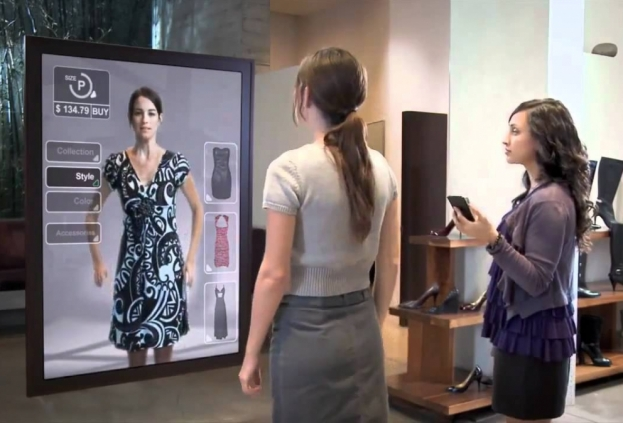 SIZE P
$ 134.79 BUY
Collection
Style
Color
Accessories